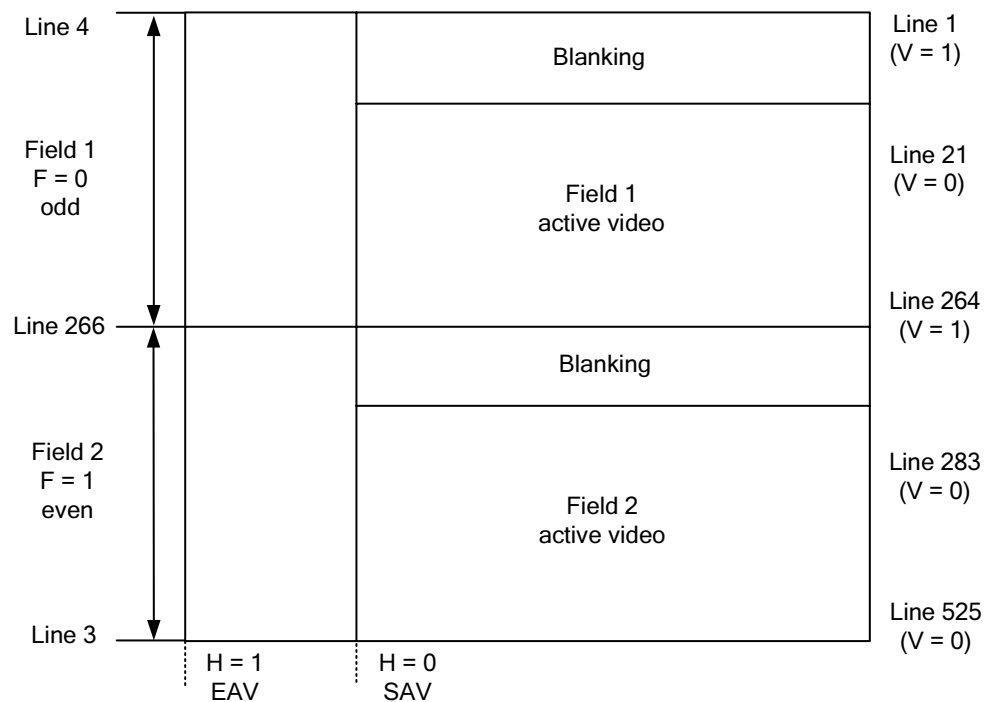 Line 4
Line 1
(V = 1)
Blanking
Field 1
F = 0
odd
Field 1
active video
Line 21
(V = 0)
Line 266
Line 264
(V = 1)
Blanking
Field 2
F = 1
even
Field 2
active video
Line 283
(V = 0)
Line 3
Line 525
(V = 0)
H = 1
EAV
H = 0
SAV